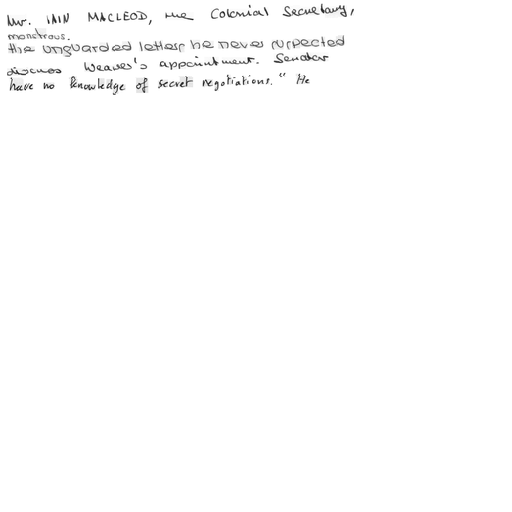 Mr. IAIN MACLEOD, the Colonial Secretary,
monstrous.
the unguarded letter he never suspected
discuss Weaver's appointment. Senator
have no knowledge of secret negotiations." He